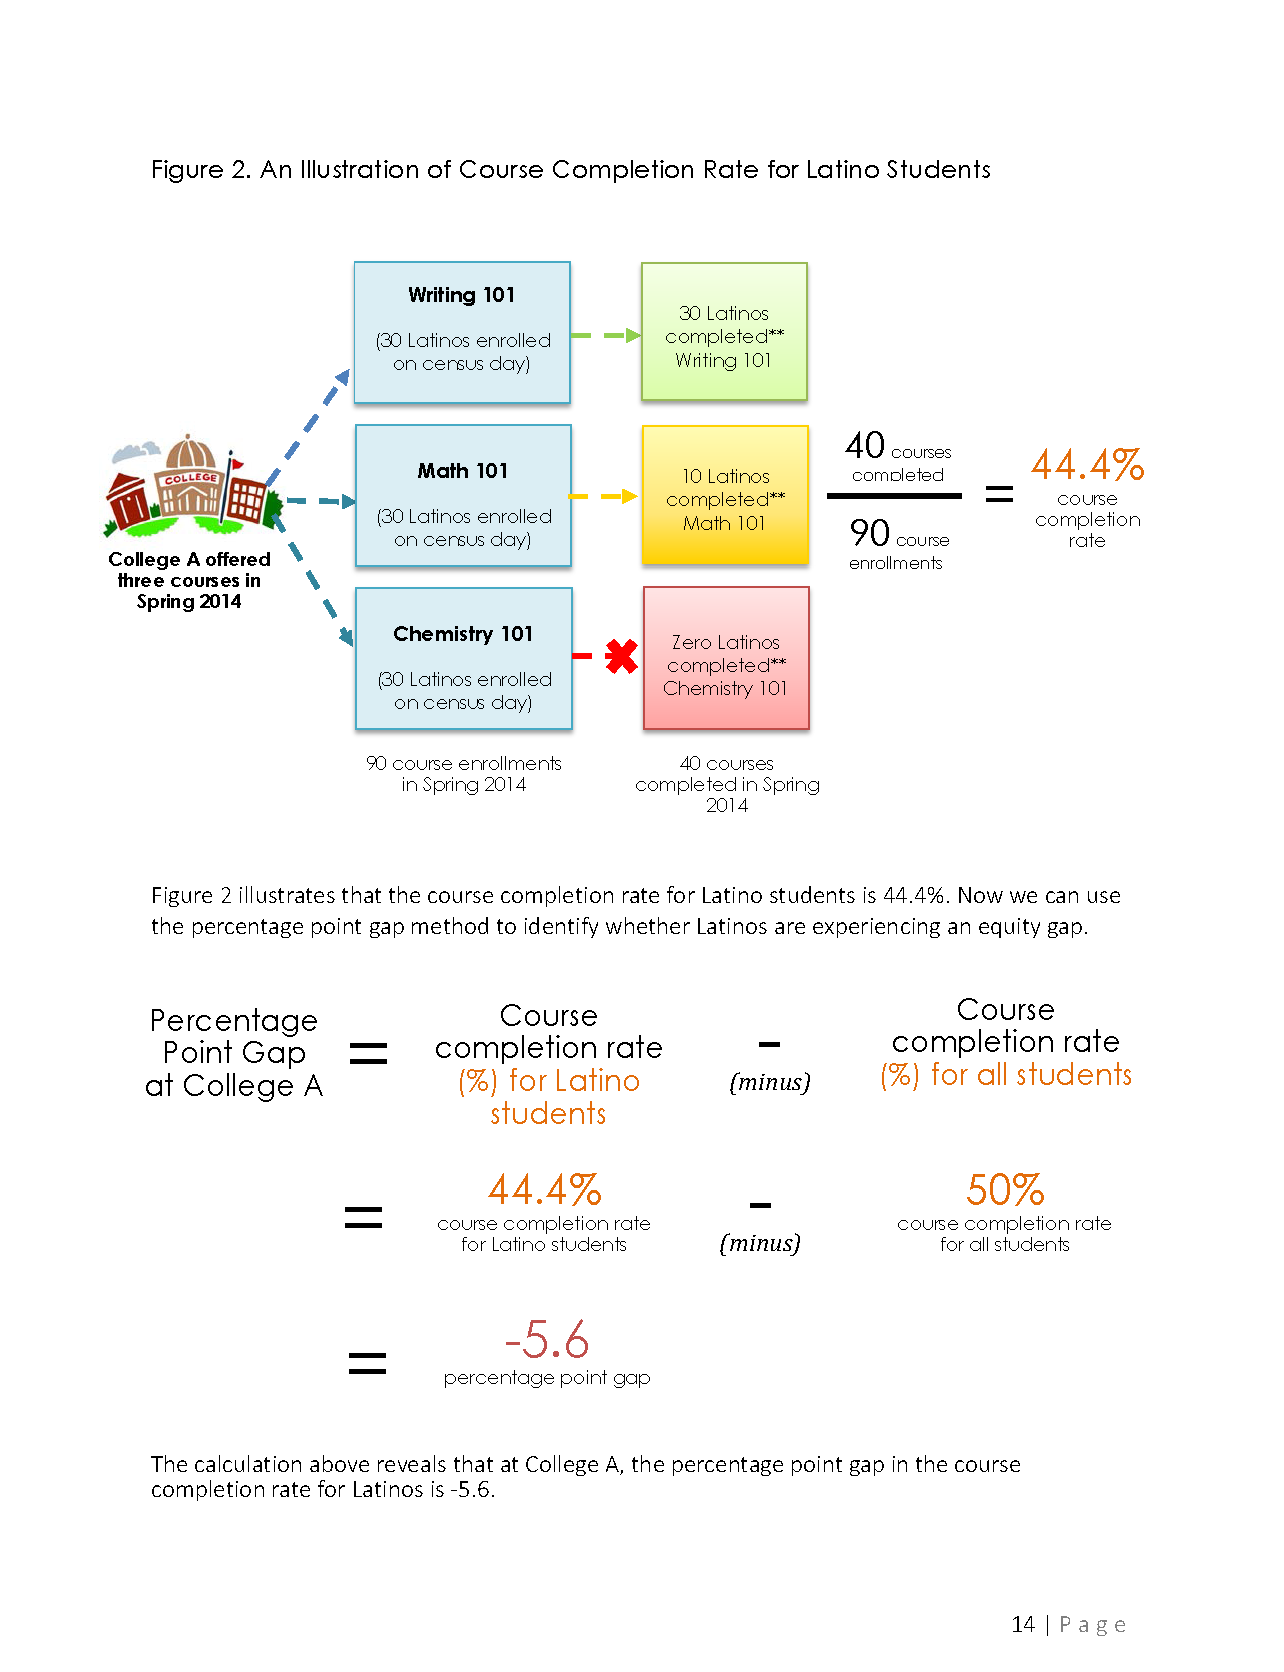 Figure 2. An Illustration of Course Completion Rate for Latino Students
Writing 101
(30 Latinos enrolled
on census day)
30 Latinos
completed**
Writing 101
COLLEGE
College A offered
three courses in
Spring 2014
Math 101
(30 Latinos enrolled
on census day)
10 Latinos
completed**
Math 101
40 courses
completed
90 course
enrollments
=
44.4%
course
completion
rate
Chemistry 101
(30 Latinos enrolled
on census day)
Zero Latinos
completed**
Chemistry 101
90 course enrollments
in Spring 2014
40 courses
completed in Spring
2014
Figure 2 illustrates that the course completion rate for Latino students is 44.4%. Now we can use
the percentage point gap method to identify whether Latinos are experiencing an equity gap.
Percentage
Point Gap
at College A
=
Course
completion rate
(%) for Latino
students
-
(minus)
Course
completion rate
(%) for all students
=
44.4%
course completion rate
for Latino students
-
(minus)
50%
course completion rate
for all students
=
-5.6
percentage point gap
The calculation above reveals that at College A, the percentage point gap in the course
completion rate for Latinos is -5.6.
14 | Page